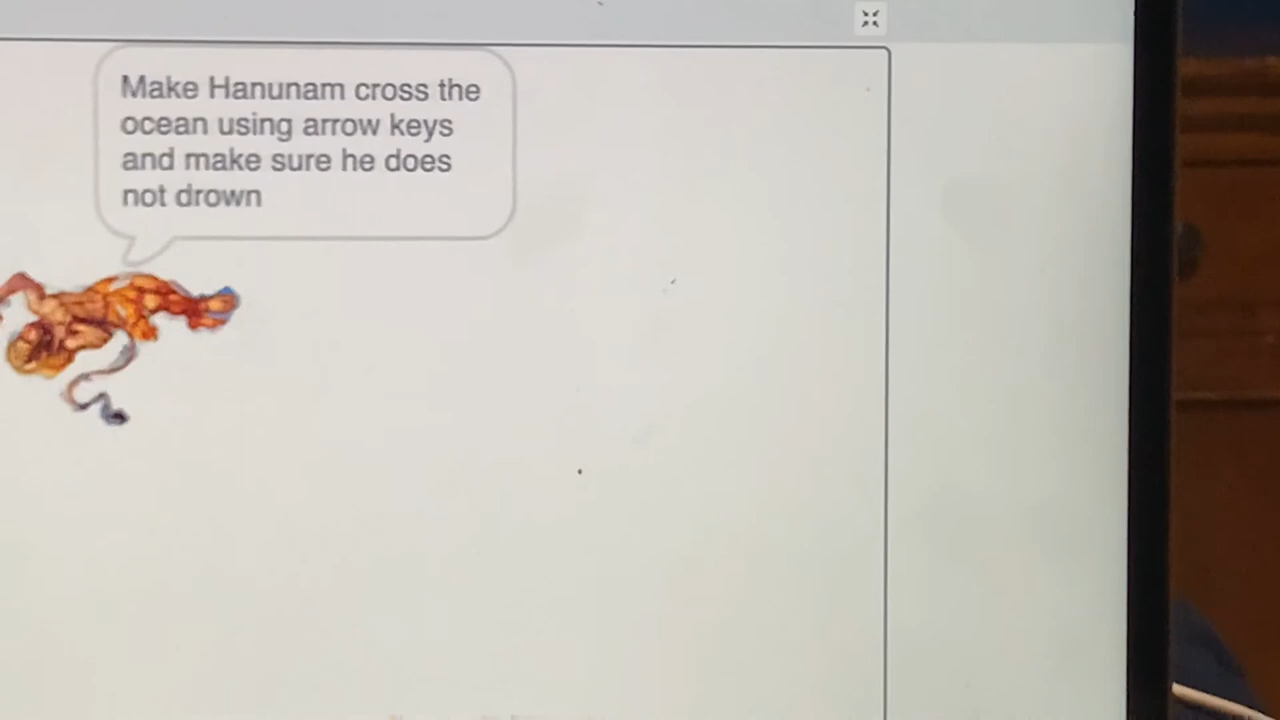 Make Hanunam cross the
ocean using arrow keys
and make sure he does
not drown